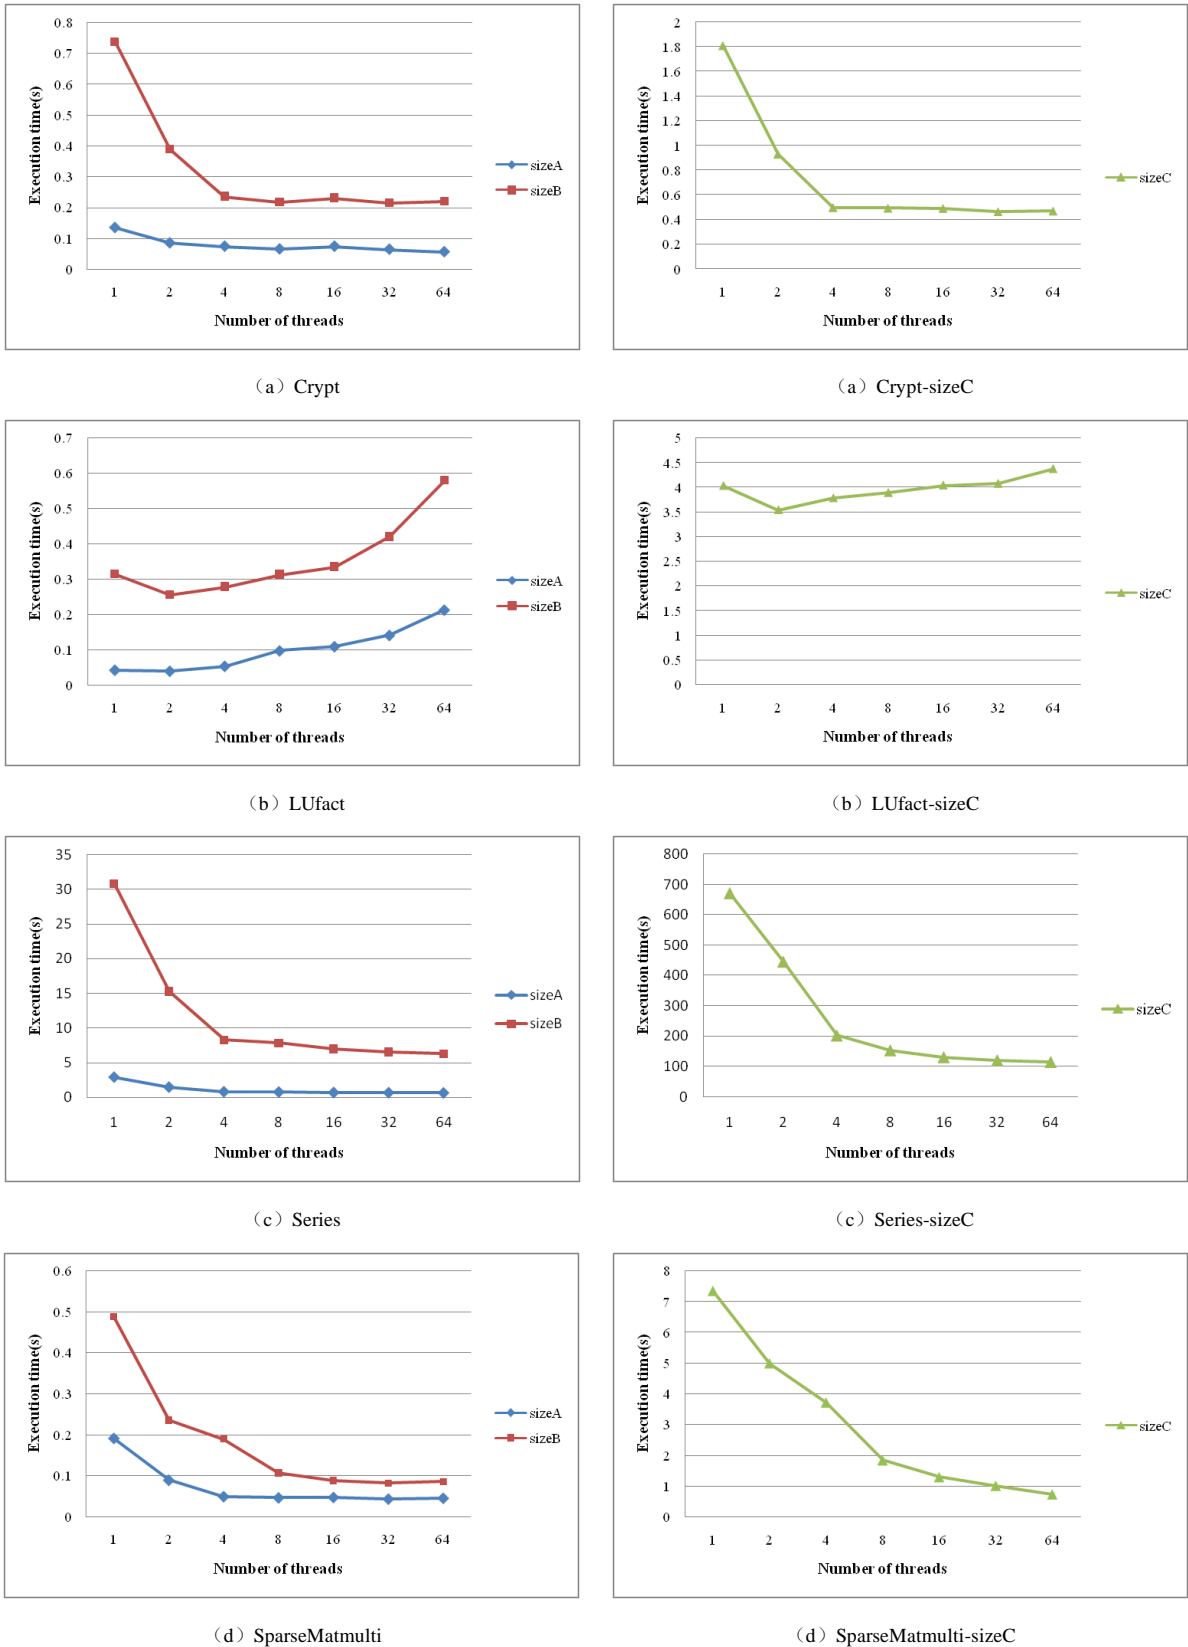 0.8
0.7
0.6
0.5
0.4
0.3
0.2
0.1
0
Execution time(s)
1 2 4 8 16 32 64
Number of threads
sizeA
sizeB
2
1.8
1.6
1.4
1.2
1
0.8
0.6
0.4
0.2
0
Execution time(s)
1 2 4 8 16 32 64
Number of threads
sizeC
（a）Crypt
（a）Crypt-sizeC
0.7
0.6
0.5
0.4
0.3
0.2
0.1
0
Execution time(s)
1 2 4 8 16 32 64
Number of threads
sizeA
sizeB
5
4.5
4
3.5
3
2.5
2
1.5
1
0.5
0
Execution time(s)
1 2 4 8 16 32 64
Number of threads
sizeC
（b）LUfact
（b）LUfact-sizeC
35
30
25
20
15
10
5
0
Execution time(s)
1 2 4 8 16 32 64
Number of threads
sizeA
sizeB
800
700
600
500
400
300
200
100
0
Execution time(s)
1 2 4 8 16 32 64
Number of threads
sizeC
（c）Series
（c）Series-sizeC
0.6
0.5
0.4
0.3
0.2
0.1
0
Execution time(s)
1 2 4 8 16 32 64
Number of threads
sizeA
sizeB
8
7
6
5
4
3
2
1
0
Execution time(s)
1 2 4 8 16 32 64
Number of threads
sizeC
（d）SparseMatmulti
（d）SparseMatmulti-sizeC